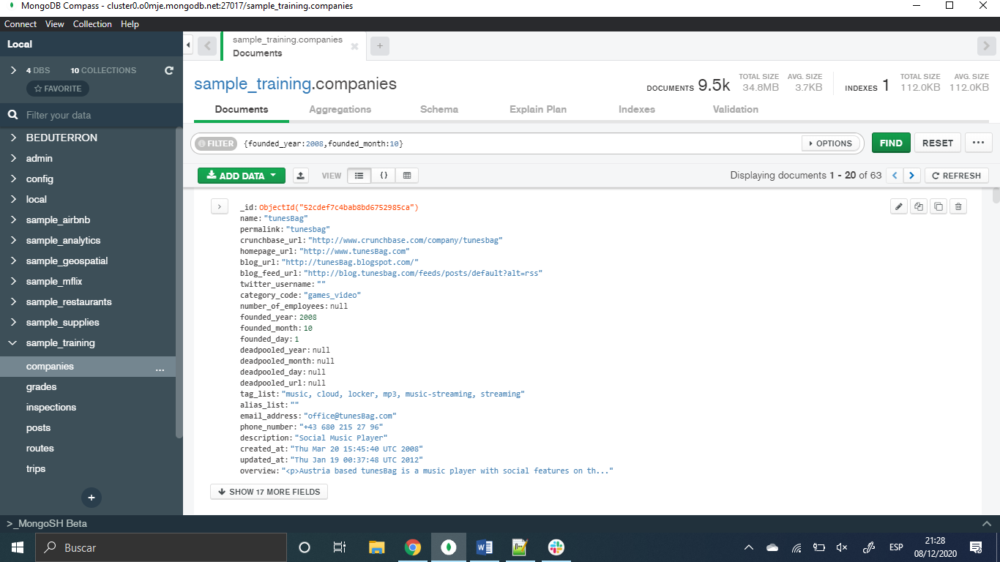 MongoDB Compass - cluster0.o0mje.mongodb.net:27017/sample_training.companies
Connect View Collection Help
Local
4 DBS 10 COLLECTIONS
FAVORITE
Filter your data
BEDUTERRON
admin
config
local
sample_airbnb
sample_analytics
sample_geospatial
sample_mflix
sample_restaurants
sample_supplies
sample_training
companies ...
grades
inspections
posts
routes
trips
+
sample_training.companies
Documents
+
sample_training.companies
DOCUMENTS 9.5k TOTAL SIZE 34.8MB AVG. SIZE 3.7KB
INDEXES 1 TOTAL SIZE 112.0KB AVG. SIZE 112.0KB
Documents Aggregations Schema Explain Plan Indexes Validation
FILTER {founded_year:2008,founded_month:10} OPTIONS FIND RESET ...
ADD DATA VIEW {} Displaying documents 1 - 20 of 63 < > REFRESH
_id: ObjectId("52cdef7c4bab8bd6752985ca")
name: "tunesBag"
permalink: "tunesbag"
crunchbase_url: "http://www.crunchbase.com/company/tunesbag"
homepage_url: "http://www.tunesBag.com"
blog_url: "http://tunesBag.blogspot.com/"
blog_feed_url: "http://blog.tunesbag.com/feeds/posts/default?alt=rss"
twitter_username: ""
category_code: "games_video"
number_of_employees: null
founded_year: 2008
founded_month: 10
founded_day: 1
deadpooled_year: null
deadpooled_month: null
deadpooled_day: null
deadpooled_url: null
tag_list: "music, cloud, locker, mp3, music-streaming, streaming"
alias_list: ""
email_address: "office@tunesBag.com"
phone_number: "+43 680 215 27 96"
description: "Social Music Player"
created_at: "Thu Mar 20 15:45:40 UTC 2008"
updated_at: "Thu Jan 19 00:37:48 UTC 2012"
overview: "<p>Austria based tunesBag is a music player with social features on th..."
SHOW 17 MORE FIELDS
>_MongoSH Beta
Buscar
ESP
21:28
08/12/2020